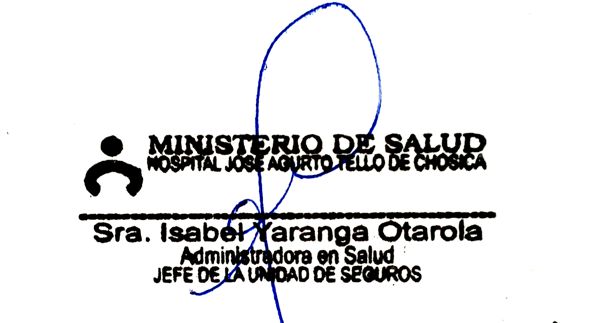 MINISTERIO DE SALUD
HOSPITAL JOSE AGURTO TELLO DE CHOSICA
Sra. Isabel Yaranga Otarola
Administradora en Salud
JEFE DE LA UNIDAD DE SEGUROS